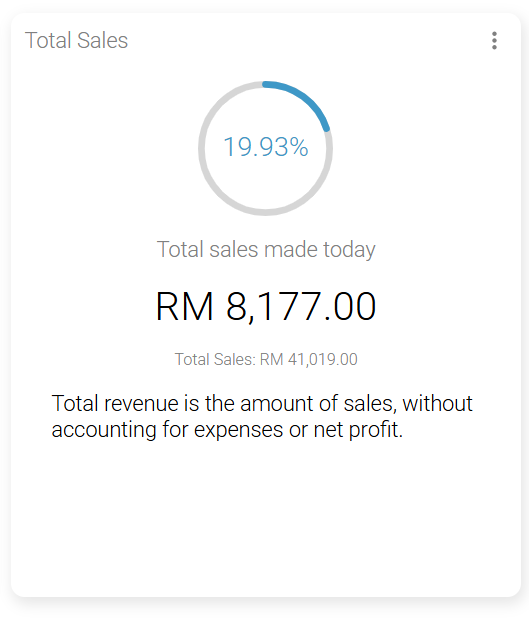 Total Sales
19.93%
Total sales made today
RM 8,177.00
Total Sales: RM 41,019.00
Total revenue is the amount of sales, without
accounting for expenses or net profit.